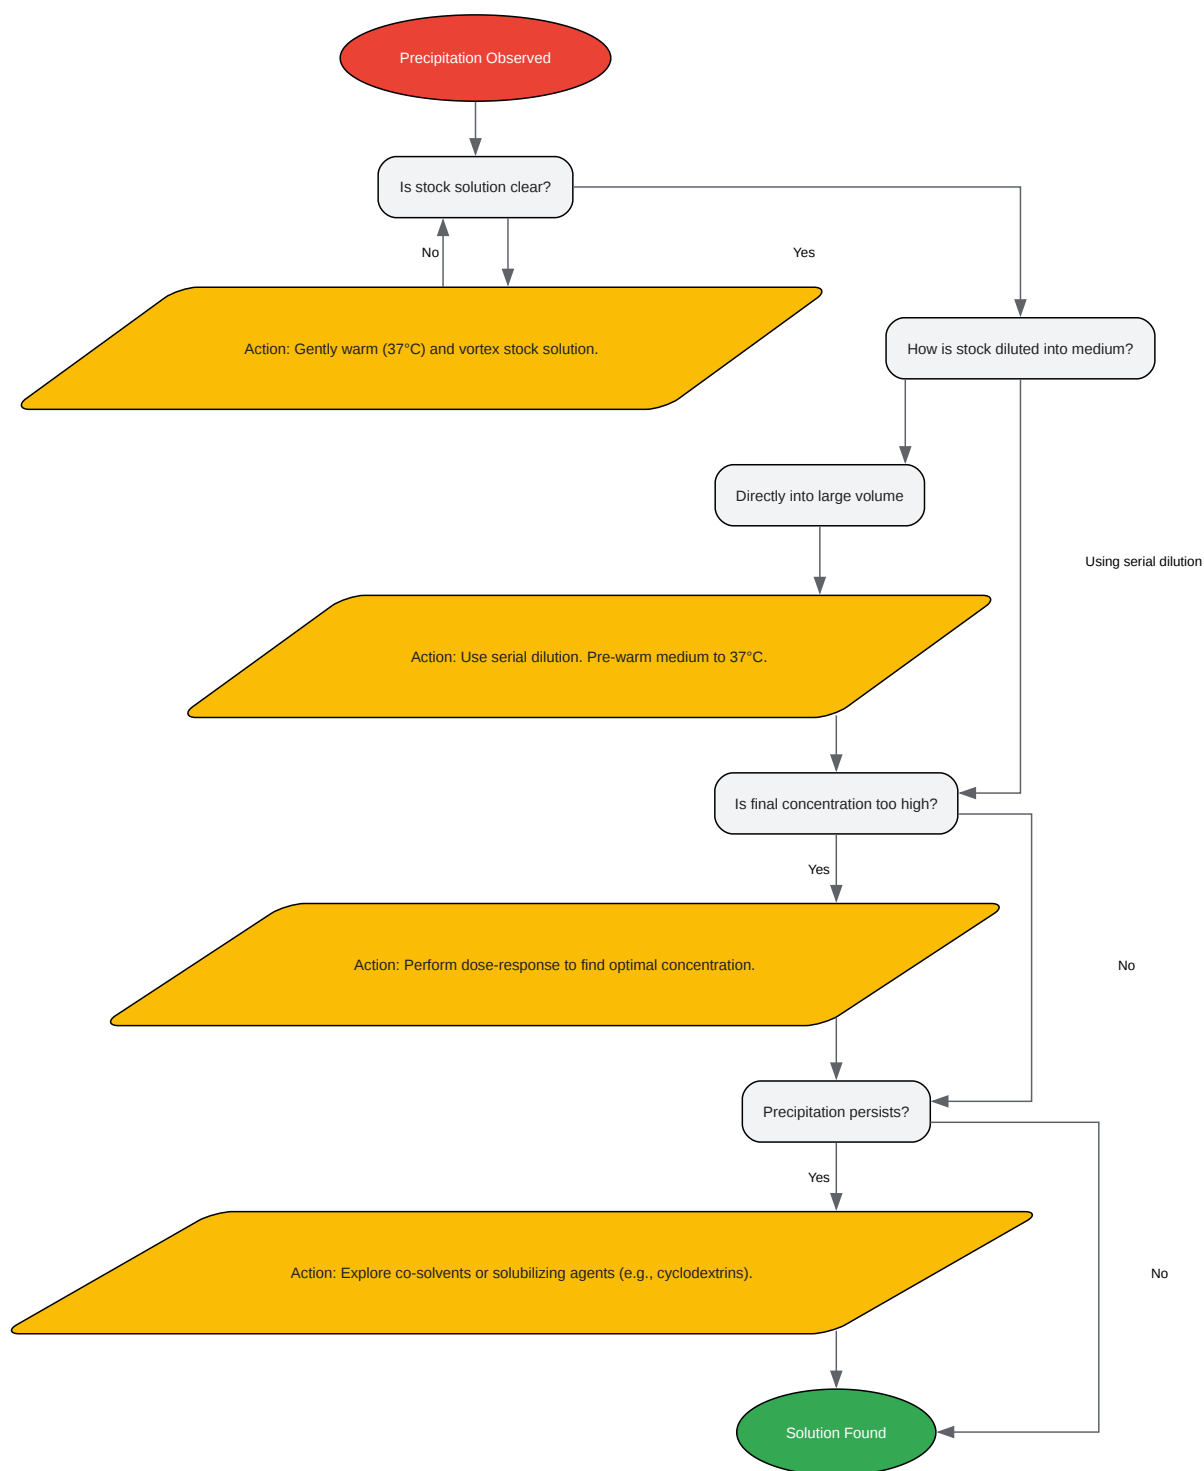 Precipitation Observed
Is stock solution clear?
No
Yes
Action: Gently warm (37°C) and vortex stock solution.
How is stock diluted into medium?
Directly into large volume
Using serial dilution
Action: Use serial dilution. Pre-warm medium to 37°C.
Is final concentration too high?
Yes
Action: Perform dose-response to find optimal concentration.
No
Precipitation persists?
Yes
Action: Explore co-solvents or solubilizing agents (e.g., cyclodextrins).
No
Solution Found